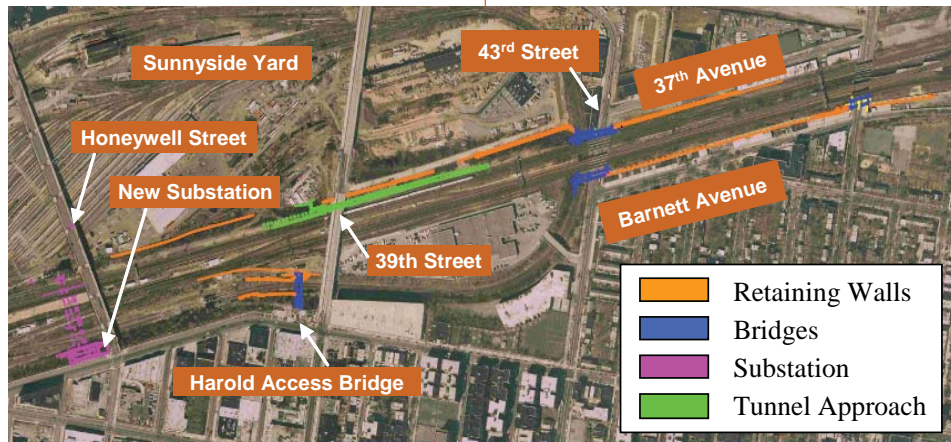 Sunnyside Yard
43rd Street
37th Avenue
Honeywell Street
New Substation
Barnett Avenue
39th Street
Harold Access Bridge
Retaining Walls
Bridges
Substation
Tunnel Approach